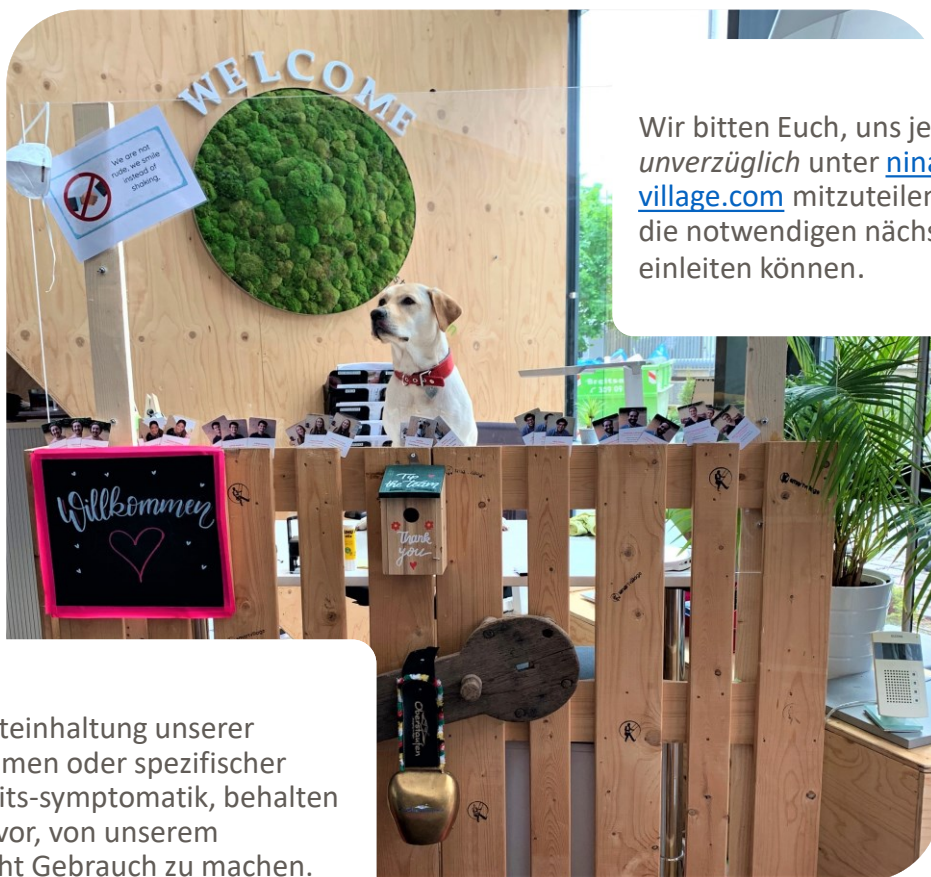 WELCOME
We are not
rude, we smile
instead of
shaking.
Wir bitten Euch, uns je
unverzüglich unter nina
village.com mitzuteilen
die notwendigen nächs
einleiten können.
Willkommen
Tip
the team
Thank
you
Oberstaufen
teinhaltung unserer
men oder spezifischer
its-symptomatik, behalten
vor, von unserem
ht Gebrauch zu machen.